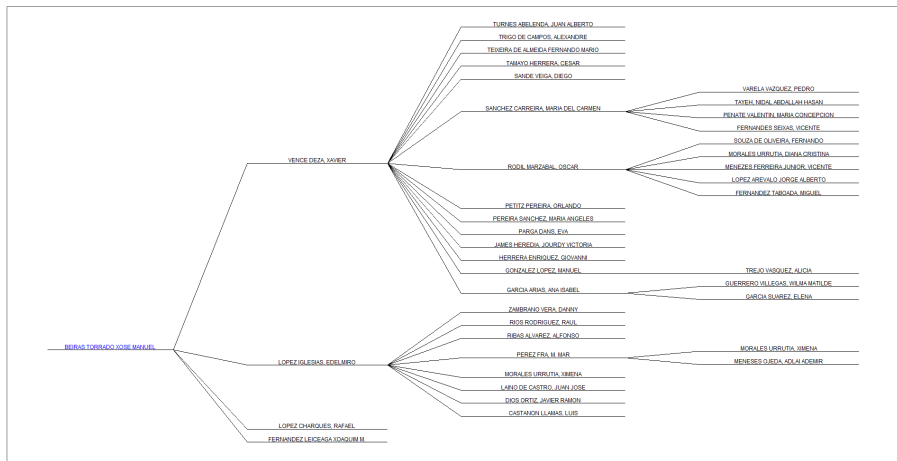 TURNES ABELENDA, JUAN ALBERTO
TRIGO DE CAMPOS, ALEXANDRE
TEIXEIRA DE ALMEIDA FERNANDO MARIO
TAMAYO HERRERA, CESAR
SANDE VEIGA, DIEGO
VARELA VAZQUEZ, PEDRO
TAYEH, NIDAL ABDALLAH HASAN
SANCHEZ CARREIRA, MARIA DEL CARMEN
PENATE VALENTIN, MARIA CONCEPCION
FERNANDES SEIXAS, VICENTE
SOUZA DE OLIVEIRA, FERNANDO
MORALES URRUTIA, DIANA CRISTINA
VENCE DEZA, XAVIER
RODIL MARZABAL, OSCAR
MENEZES FERREIRA JUNIOR, VICENTE
LOPEZ AREVALO JORGE ALBERTO
FERNANDEZ TABOADA, MIGUEL
PETITZ PEREIRA, ORLANDO
PEREIRA SANCHEZ, MARIA ANGELES
PARGA DANS, EVA
JAMES HEREDIA, JOURDY VICTORIA
HERRERA ENRIQUEZ, GIOVANNI
GONZALEZ LOPEZ, MANUEL
TREJO VASQUEZ, ALICIA
GUERRERO VILLEGAS, WILMA MATILDE
GARCIA ARIAS, ANA ISABEL
GARCIA SUAREZ, ELENA
ZAMBRANO VERA, DANNY
RIOS RODRIGUEZ, RAUL
RIBAS ALVAREZ, ALFONSO
BEIRAS TORRADO XOSE MANUEL
MORALES URRUTIA, XIMENA
PEREZ FRA, M. MAR
LOPEZ IGLESIAS, EDELMIRO
MENESES OJEDA, ADLAI ADEMIR
MORALES URRUTIA, XIMENA
LAINO DE CASTRO, JUAN JOSE
DIOS ORTIZ, JAVIER RAMON
CASTANON LLAMAS, LUIS
LOPEZ CHARQUES, RAFAEL
FERNANDEZ LEICEAGA XOAQUIM M.